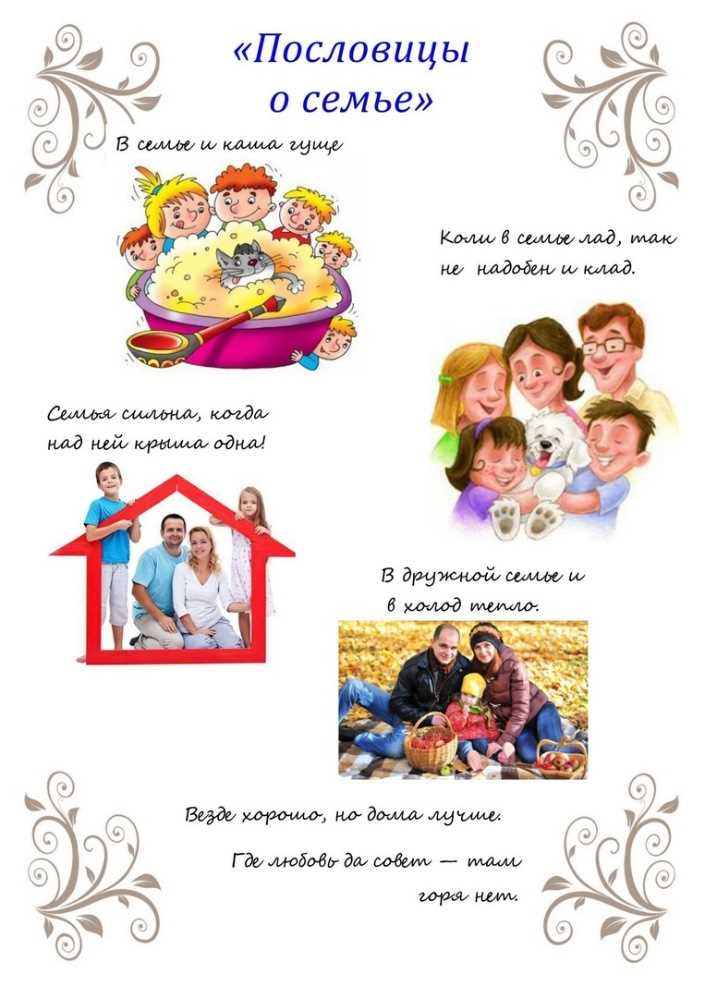 «Пословицы
о семье»
В семье и каша гуще
Коли в семье лад, так
не надобен и клад.
Семья сильна, когда
над ней крыша одна!
В дружной семье и
в холод тепло.
Везде хорошо, но дома лучше.
Где любовь да совет — там
горя нет.